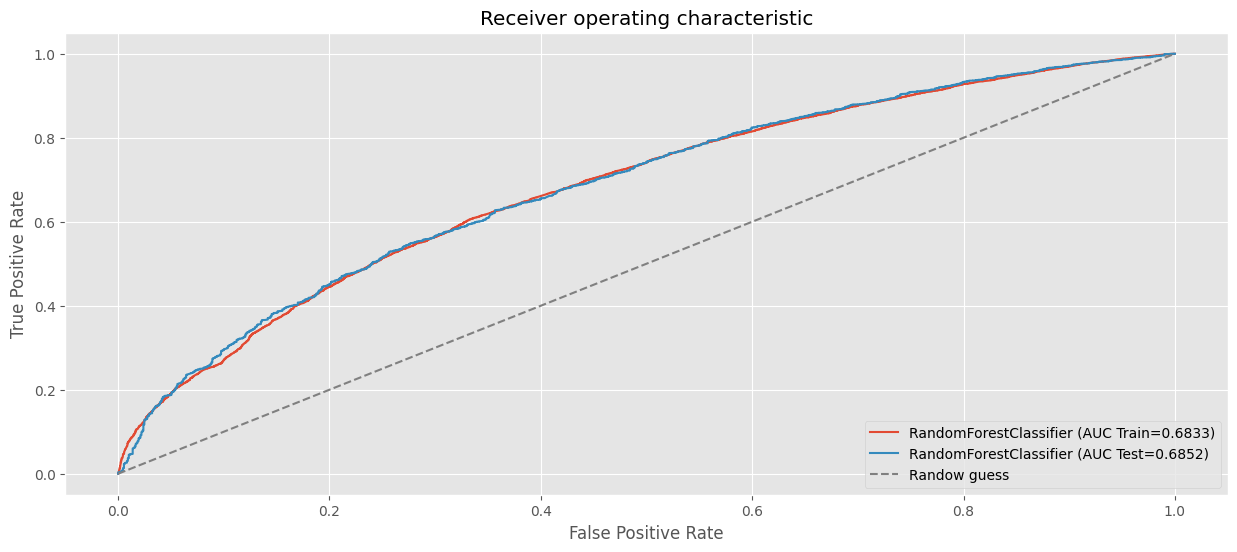 Receiver operating characteristic
True Positive Rate
1.0
0.8
0.6
0.4
0.2
0.0
RandomForestClassifier (AUC Train=0.6833)
RandomForestClassifier (AUC Test=0.6852)
Randow guess
0.0 0.2 0.4 0.6 0.8 1.0
False Positive Rate